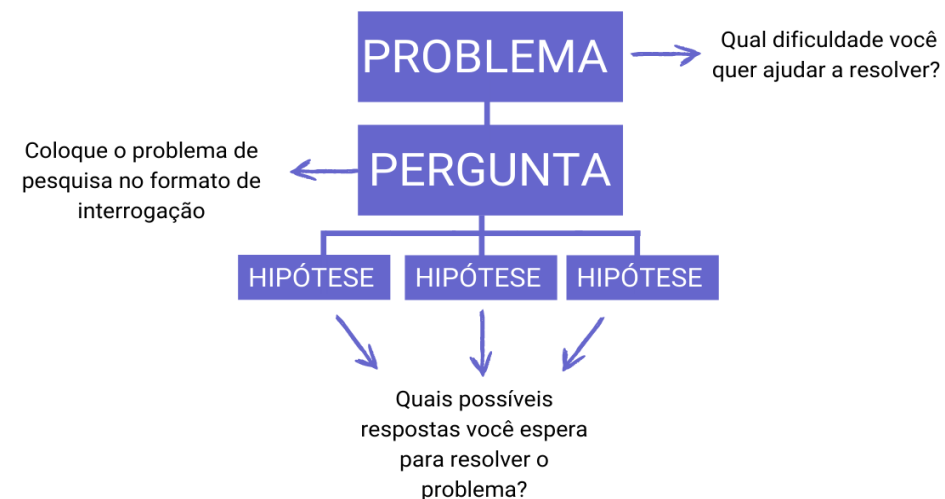 PROBLEMA
Qual dificuldade você
quer ajudar a resolver?
PERGUNTA
Coloque o problema de
pesquisa no formato de
interrogação
HIPÓTESE
HIPÓTESE
HIPÓTESE
Quais possíveis
respostas você espera
para resolver o
problema?